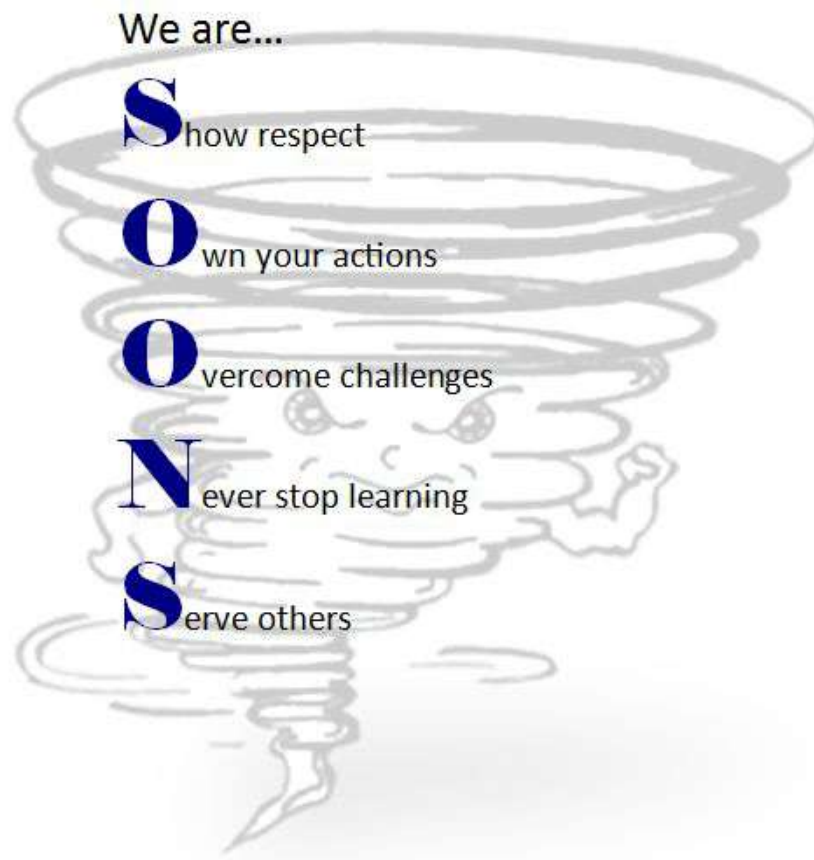 We are...
Show respect
Own your actions
Overcome challenges
Never stop learning
Serve others